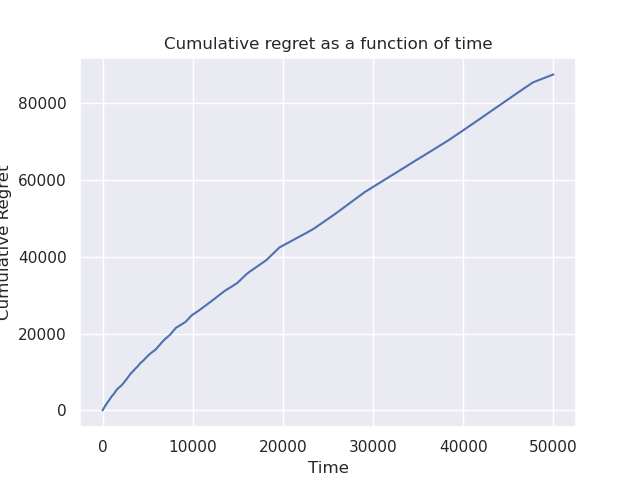 Cumulative regret as a function of time
Cumulative Regret
80000
60000
40000
20000
0
0 10000 20000 30000 40000 50000
Time